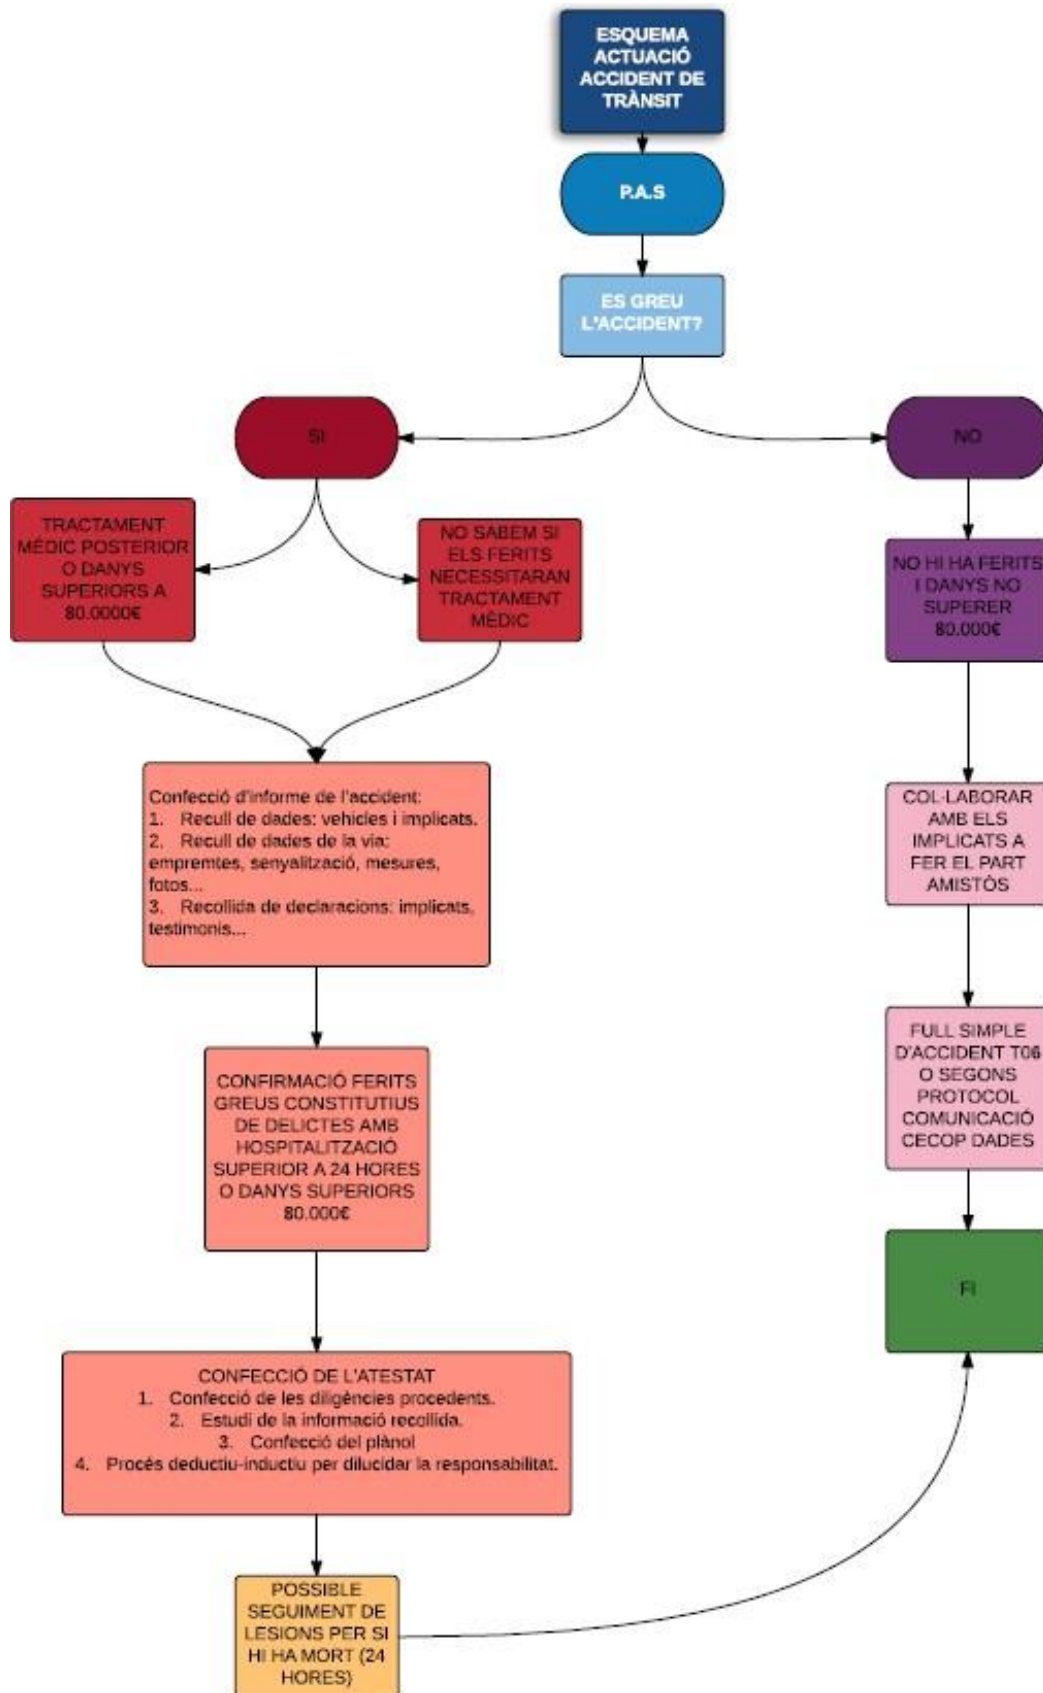 ESQUEMA
ACTUACIÓ
ACCIDENT DE
TRÀNSIT
P.A.S
ES GREU
L'ACCIDENT?
SI
NO
TRACTAMENT
MÈDIC POSTERIOR
O DANYS
SUPERIORS A
80.0000€
NO SABEM SI
ELS FERITS
NECESSITARAN
TRACTAMENT
MÈDIC
NO HI HA FERITS
I DANYS NO
SUPERER
80.000€
Confecció d'informe de l'accident:
1. Recull de dades: vehicles i implicats.
2. Recull de dades de la via:
empremtes, senyalització, mesures,
fotos...
3. Recollida de declaracions: implicats,
testimonis...
COL·LABORAR
AMB ELS
IMPLICATS A
FER EL PART
AMISTÒS
CONFIRMACIÓ FERITS
GREUS CONSTITUTIUS
DE DELICTES AMB
HOSPITALITZACIÓ
SUPERIOR A 24 HORES
O DANYS SUPERIORS
80.000€
FULL SIMPLE
D'ACCIDENT T06
O SEGONS
PROTOCOL
COMUNICACIÓ
CECOP DADES
FI
CONFECCIÓ DE L'ATESTAT
1. Confecció de les diligències procedents.
2. Estudi de la informació recollida.
3. Confecció del plànol
4. Procés deductiu-inductiu per dilucidar la responsabilitat.
POSSIBLE
SEGUIMENT DE
LESIONS PER SI
HI HA MORT (24
HORES)